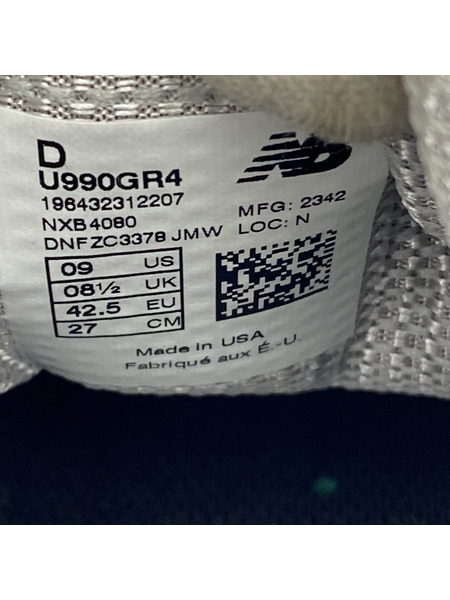 D
U990GR4
196432312207
NXB4080
DNFZC3378 JMW
MFG: 2342
LOC: N
09 US
08½ UK
42.5 EU
27 CM
Made In USA
Fabriqué aux É.-U.